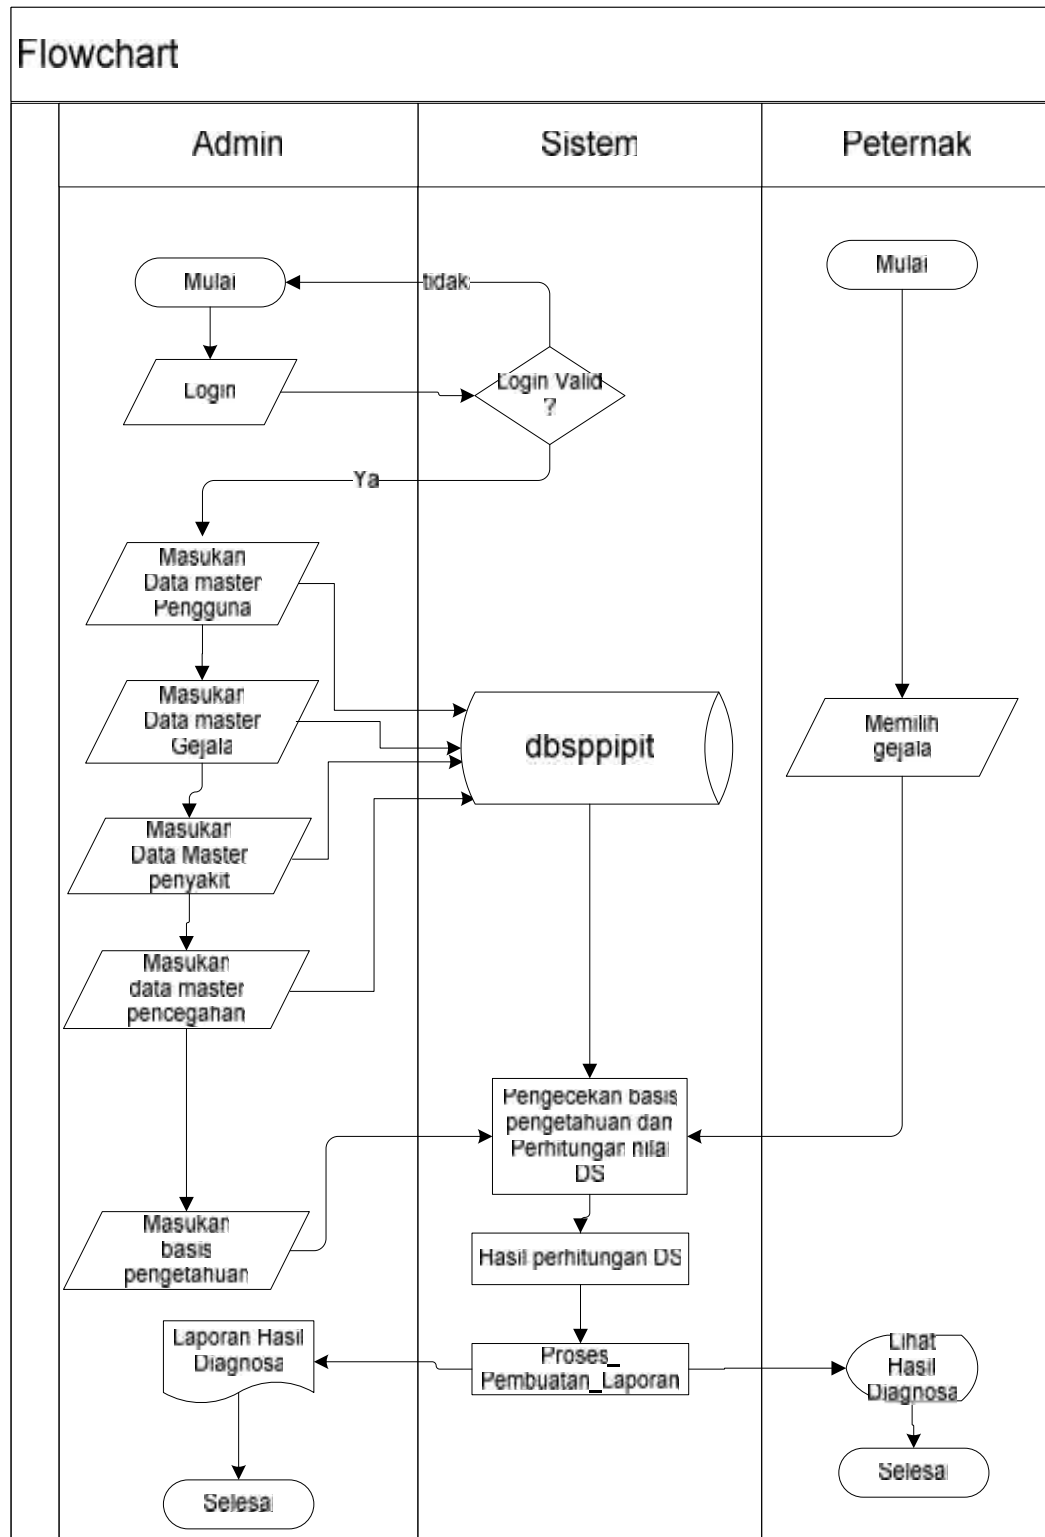 Flowchart
Admin
Sistem
Peternak
Mulai
tidak
Mulai
Login
Login Valid
?
Ya
Masukan
Data master
Pengguna
Masukan
Data master
Gejala
dbsppipit
Memilih
gejala
Masukan
Data Master
penyakit
Masukan
data master
pencegahan
Pengecekan basis
pengetahuan dan
Perhitungan nilai
DS
Masukan
basis
pengetahuan
Hasil perhitungan DS
Laporan Hasil
Diagnosa
Proses_
Pembuatan_Laporan
Lihat
Hasil
Diagnosa
Selesai
Selesai